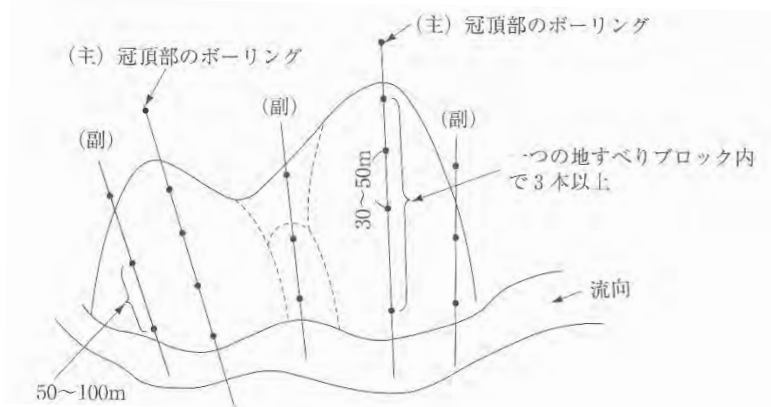 （主）冠頂部のボーリング
（主）冠頂部のボーリング
（副）
（副）
（副）
一つの地すべりブロック内
で3本以上
30～50m
流向
50～100m